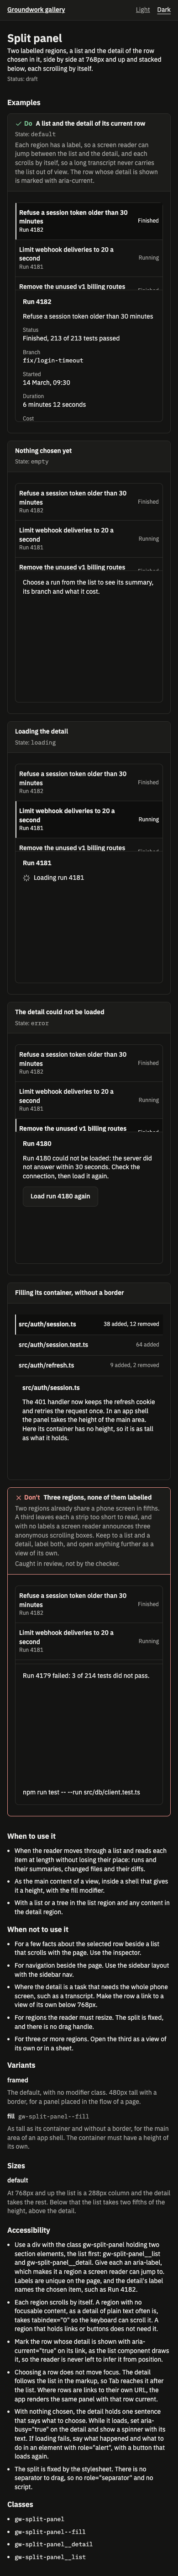 Groundwork gallery
Light
Dark
Split panel
Two labelled regions, a list and the detail of the row
chosen in it, side by side at 768px and up and stacked
below, each scrolling by itself.
Status: draft
Examples
Do A list and the detail of its current row
State: default
Each region has a label, so a screen reader can
jump between the list and the detail, and each
scrolls by itself, so a long transcript never carries
the list out of view. The row whose detail is shown
is marked with aria-current.
Refuse a session token older than 30
minutes
Finished
Run 4182
Limit webhook deliveries to 20 a
second
Running
Run 4181
Remove the unused v1 billing routes
Run 4182
Refuse a session token older than 30 minutes
Status
Finished, 213 of 213 tests passed
Branch
fix/login-timeout
Started
14 March, 09:30
Duration
6 minutes 12 seconds
Cost
Nothing chosen yet
State: empty
Refuse a session token older than 30
minutes
Finished
Run 4182
Limit webhook deliveries to 20 a
second
Running
Run 4181
Remove the unused v1 billing routes
Choose a run from the list to see its summary,
its branch and what it cost.
Loading the detail
State: loading
Refuse a session token older than 30
minutes
Finished
Run 4182
Limit webhook deliveries to 20 a
second
Running
Run 4181
Remove the unused v1 billing routes
Run 4181
Loading run 4181
The detail could not be loaded
State: error
Refuse a session token older than 30
minutes
Finished
Run 4182
Limit webhook deliveries to 20 a
second
Running
Run 4181
Remove the unused v1 billing routes
Run 4180
Run 4180 could not be loaded: the server did
not answer within 30 seconds. Check the
connection, then load it again.
Load run 4180 again
Filling its container, without a border
src/auth/session.ts
38 added, 12 removed
src/auth/session.test.ts
64 added
src/auth/refresh.ts
9 added, 2 removed
src/auth/session.ts
The 401 handler now keeps the refresh cookie
and retries the request once. In an app shell
the panel takes the height of the main area.
Here its container has no height, so it is as tall
as what it holds.
Don't Three regions, none of them labelled
Two regions already share a phone screen in fifths.
A third leaves each a strip too short to read, and
with no labels a screen reader announces three
anonymous scrolling boxes. Keep to a list and a
detail, label both, and open anything further as a
view of its own.
Caught in review, not by the checker.
Refuse a session token older than 30
minutes
Finished
Run 4182
Limit webhook deliveries to 20 a
second
Running
Run 4181
Run 4179 failed: 3 of 214 tests did not pass.
npm run test -- --run src/db/client.test.ts
When to use it
When the reader moves through a list and reads each
item at length without losing their place: runs and
their summaries, changed files and their diffs.
As the main content of a view, inside a shell that gives
it a height, with the fill modifier.
With a list or a tree in the list region and any content in
the detail region.
When not to use it
For a few facts about the selected row beside a list
that scrolls with the page. Use the inspector.
For navigation beside the page. Use the sidebar layout
with the sidebar nav.
Where the detail is a task that needs the whole phone
screen, such as a transcript. Make the row a link to a
view of its own below 768px.
For regions the reader must resize. The split is fixed,
and there is no drag handle.
For three or more regions. Open the third as a view of
its own or in a sheet.
Variants
framed
The default, with no modifier class. 480px tall with a
border, for a panel placed in the flow of a page.
fill gw-split-panel--fill
As tall as its container and without a border, for the main
area of an app shell. The container must have a height of
its own.
Sizes
default
At 768px and up the list is a 288px column and the detail
takes the rest. Below that the list takes two fifths of the
height, above the detail.
Accessibility
Use a div with the class gw-split-panel holding two
section elements, the list first: gw-split-panel__list
and gw-split-panel__detail. Give each an aria-label,
which makes it a region a screen reader can jump to.
Labels are unique on the page, and the detail's label
names the chosen item, such as Run 4182.
Each region scrolls by itself. A region with no
focusable content, as a detail of plain text often is,
takes tabindex="0" so the keyboard can scroll it. A
region that holds links or buttons does not need it.
Mark the row whose detail is shown with aria-
current="true" on its link, as the list component draws
it, so the reader is never left to infer it from position.
Choosing a row does not move focus. The detail
follows the list in the markup, so Tab reaches it after
the list. Where rows are links to their own URL, the
app renders the same panel with that row current.
With nothing chosen, the detail holds one sentence
that says what to choose. While it loads, set aria-
busy="true" on the detail and show a spinner with its
text. If loading fails, say what happened and what to
do in an element with role="alert", with a button that
loads again.
The split is fixed by the stylesheet. There is no
separator to drag, so no role="separator" and no
script.
Classes
gw-split-panel
gw-split-panel--fill
gw-split-panel__detail
gw-split-panel__list